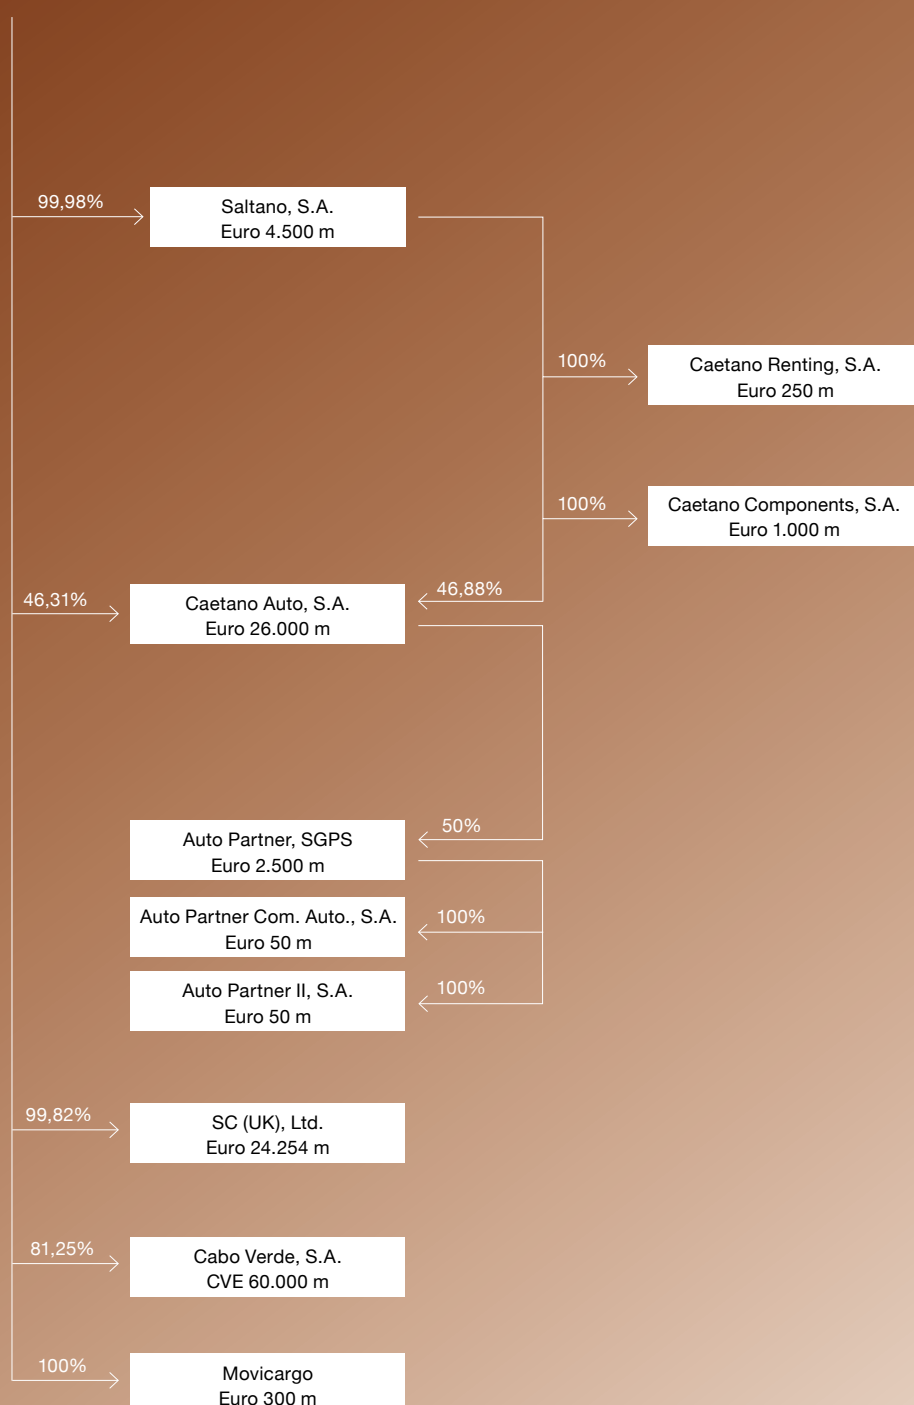 99,98%
Saltano, S.A.
Euro 4.500 m
100%
Caetano Renting, S.A.
Euro 250 m
100%
Caetano Components, S.A.
Euro 1.000 m
46,31%
Caetano Auto, S.A.
Euro 26.000 m
46,88%
Auto Partner, SGPS
Euro 2.500 m
50%
Auto Partner Com. Auto., S.A.
Euro 50 m
100%
Auto Partner II, S.A.
Euro 50 m
100%
99,82%
SC (UK), Ltd.
Euro 24.254 m
81,25%
Cabo Verde, S.A.
CVE 60.000 m
100%
Movicargo
Euro 300 m